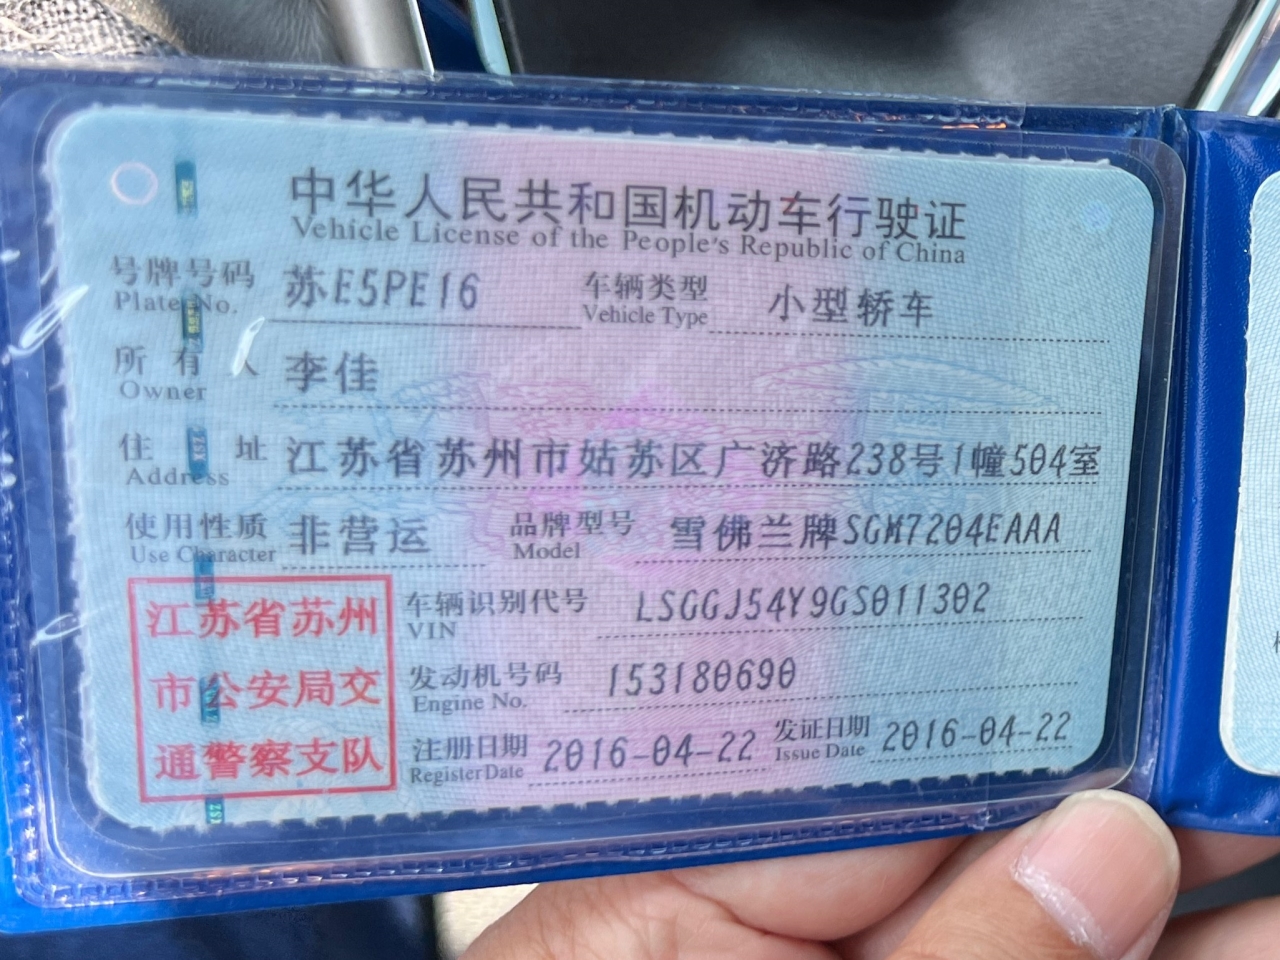 中华人民共和国机动车行驶证
Vehicle License of the People's Republic of China
号牌号码 苏E5PE16 车辆类型 小型轿车
Plate No. Vehicle Type
所有人 李佳
Owner
住址 江苏省苏州市姑苏区广济路238号1幢504室
Address
使用性质 非营运 品牌型号 雪佛兰牌SGM7204EAAA
Use Character Model
江苏省苏州
市公安局交
通警察支队
车辆识别代号 LSGGJ54Y9GS011302
VIN
发动机号码 153180690
Engine No.
注册日期 2016-04-22 发证日期 2016-04-22
Register Date Issue Date